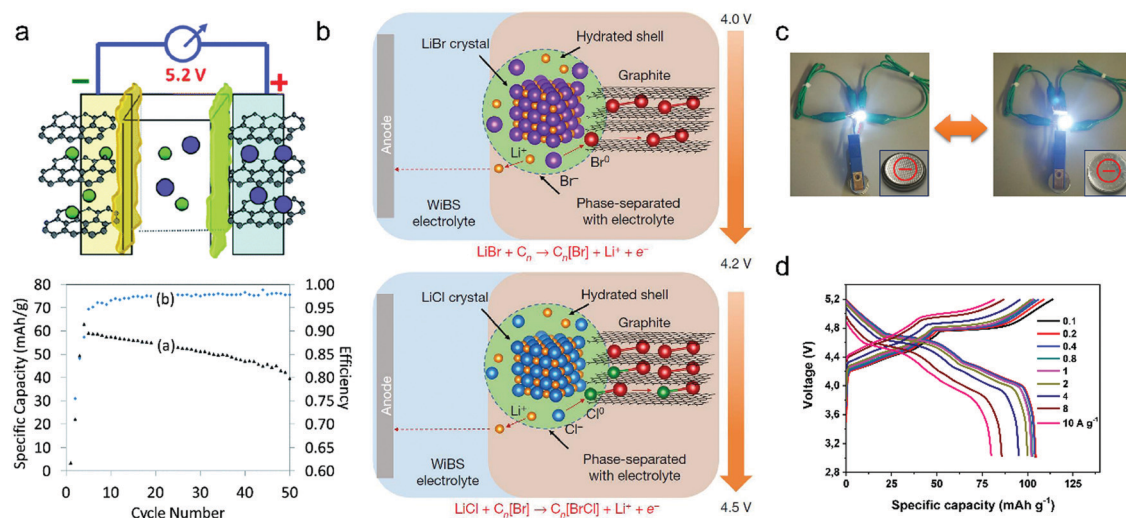 a
5.2 V
−
+
80
70
60
50
40
30
20
10
0
Specific Capacity (mAh/g)
(b)
(a)
1.00
0.95
0.90
0.85
0.80
0.75
0.70
0.65
0.60
Efficiency
0
10
20
30
40
50
Cycle Number
b
4.0 V
LiBr crystal
Hydrated shell
Graphite
Anode
Li⁺
Br⁰
Br⁻
WiBS
electrolyte
Phase-separated
with electrolyte
LiBr + Cₙ → Cₙ[Br] + Li⁺ + e⁻
4.2 V
LiCl crystal
Hydrated shell
Graphite
Anode
Li⁺
Cl⁰
Cl⁻
WiBS
electrolyte
Phase-separated
with electrolyte
LiCl + Cₙ[Br] → Cₙ[BrCl] + Li⁺ + e⁻
4.5 V
c
d
5,2
4,8
4,4
4,0
3,6
3,2
2,8
Voltage (V)
0.1
0.2
0.4
0.8
1
2
4
8
10 A g⁻¹
0
25
50
75
100
125
Specific capacity (mAh g⁻¹)